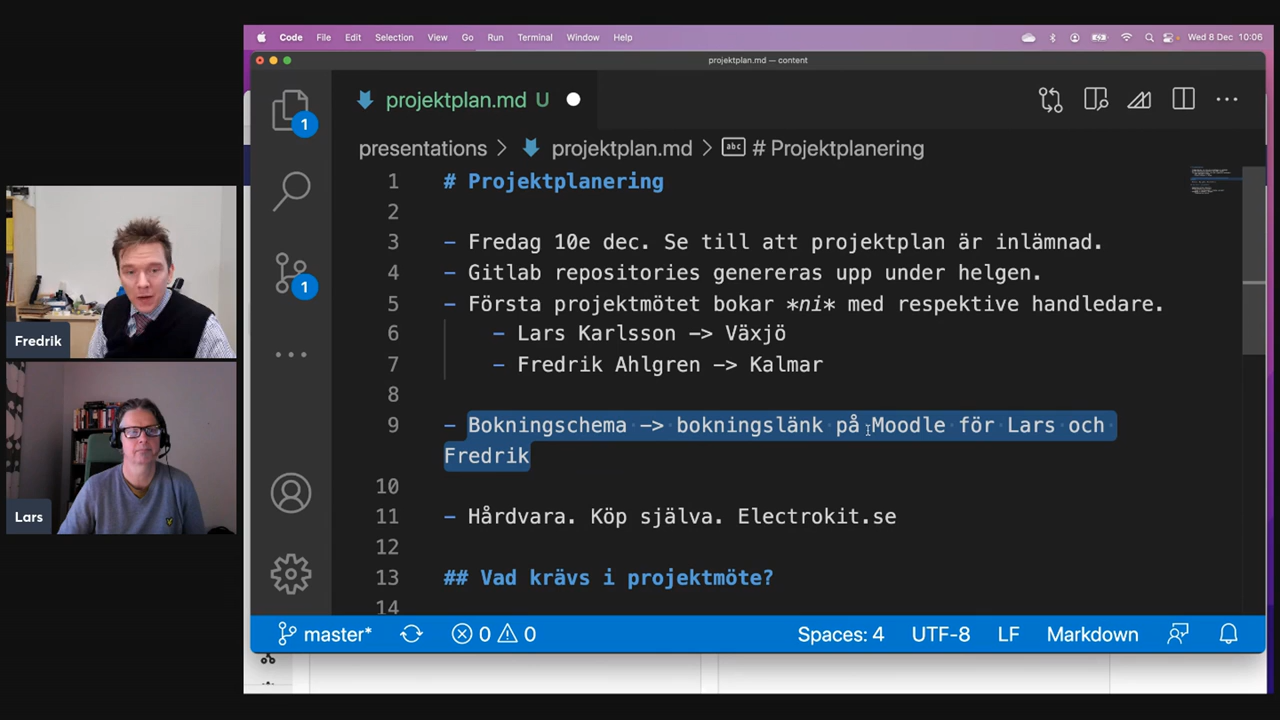 Code File Edit Selection View Go Run Terminal Window Help Wed 8 Dec 10:06
projektplan.md — content
projektplan.md U
presentations > projektplan.md > abc # Projektplanering
1 # Projektplanering
2
3 - Fredag 10e dec. Se till att projektplan är inlämnad.
4 - Gitlab repositories genereras upp under helgen.
5 - Första projektmötet bokar *ni* med respektive handledare.
6 - Lars Karlsson -> Växjö
7 - Fredrik Ahlgren -> Kalmar
8
9 - Bokningschema -> bokningslänk på Moodle för Lars och
Fredrik
10
11 - Hårdvara. Köp själva. Electrokit.se
12
13 ## Vad krävs i projektmöte?
14
1
1
Fredrik
Lars
master* 0 0 Spaces: 4 UTF-8 LF Markdown